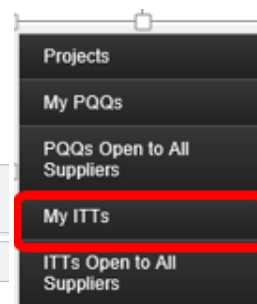 Projects
My PQQs
PQQs Open to All
Suppliers
My ITTs
ITTs Open to All
Suppliers